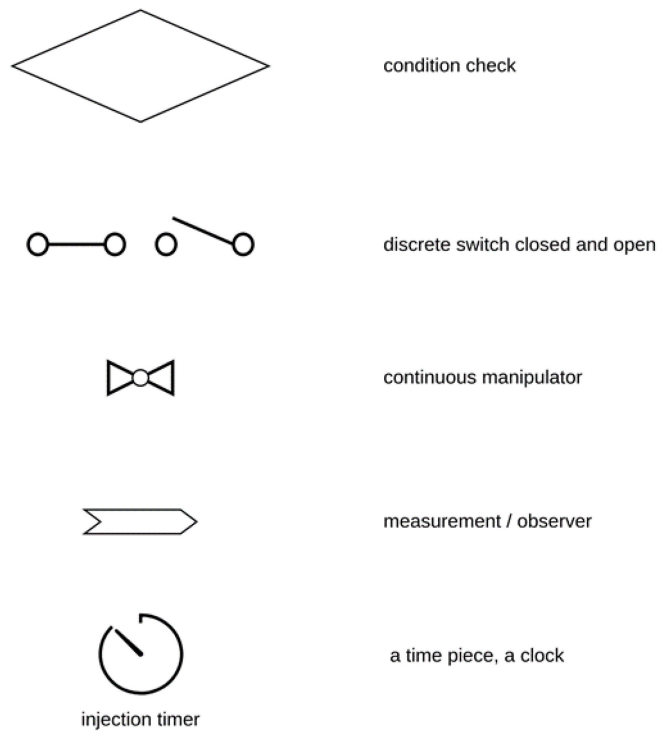 condition check
discrete switch closed and open
continuous manipulator
measurement / observer
a time piece, a clock
injection timer